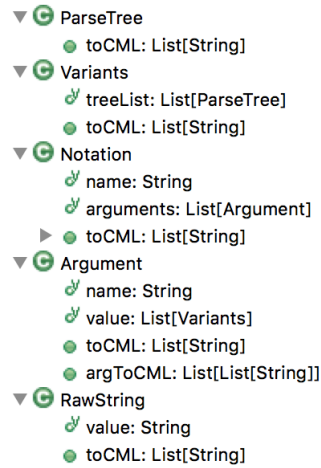 ParseTree
toCML: List[String]
Variants
treeList: List[ParseTree]
toCML: List[String]
Notation
name: String
arguments: List[Argument]
toCML: List[String]
Argument
name: String
value: List[Variants]
toCML: List[String]
argToCML: List[List[String]]
RawString
value: String
toCML: List[String]